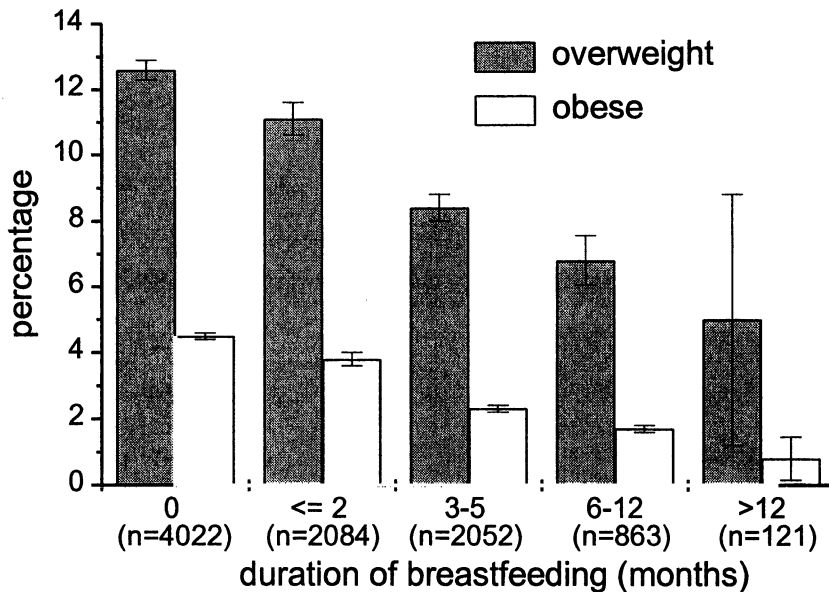 14
12
10
8
6
4
2
0
percentage
overweight
obese
0 <= 2 3-5 6-12 >12
(n=4022) (n=2084) (n=2052) (n=863) (n=121)
duration of breastfeeding (months)